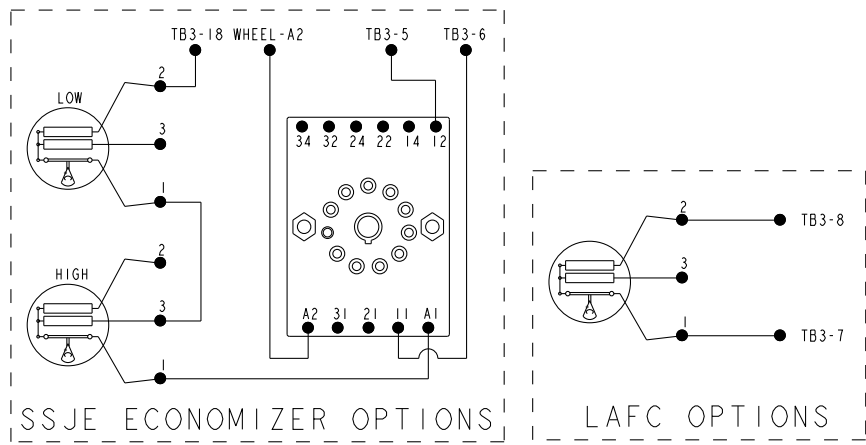 TB3-18 WHEEL-A2 TB3-5 TB3-6
2
LOW
34 32 24 22 14 12
3
1
2
HIGH
3
A2 31 21 11 A1
1
SSJE ECONOMIZER OPTIONS
2
TB3-8
3
1
TB3-7
LAFC OPTIONS